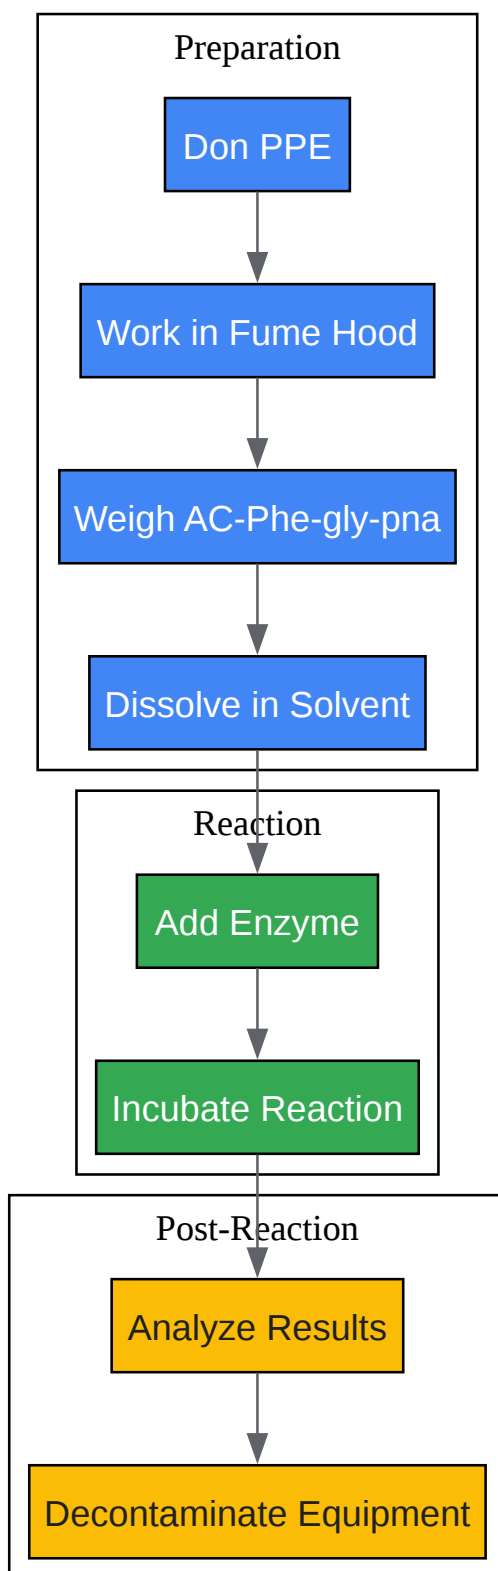 Preparation
Don PPE
Work in Fume Hood
Weigh AC-Phe-gly-pna
Dissolve in Solvent
Reaction
Add Enzyme
Incubate Reaction
Post-Reaction
Analyze Results
Decontaminate Equipment